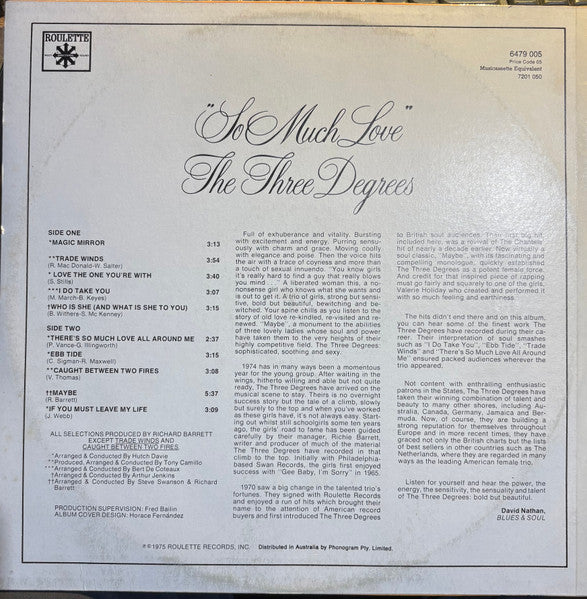 ROULETTE
6479 005
Price Code 05
Musicassette Equivalent
7201 050
"So Much Love"
The Three Degrees
SIDE ONE
*MAGIC MIRROR 3:13
**TRADE WINDS 3:54
(R. Mac Donald-W. Salter)
* LOVE THE ONE YOU'RE WITH 3:40
(S. Stills)
***I DO TAKE YOU 3:07
(M. March-B. Keyes)
†WHO IS SHE (AND WHAT IS SHE TO YOU) 3:15
(B. Withers-S. Mc Kenney)
SIDE TWO
*THERE'S SO MUCH LOVE ALL AROUND ME 2:37
(P. Vance-G. Illingworth)
*EBB TIDE 6:23
(C. Sigman-R. Maxwell)
**CAUGHT BETWEEN TWO FIRES 3:08
(V. Thomas)
††MAYBE 5:37
(R. Barrett)
*IF YOU MUST LEAVE MY LIFE 3:09
(J. Webb)
ALL SELECTIONS PRODUCED BY RICHARD BARRETT
EXCEPT TRADE WINDS and
CAUGHT BETWEEN TWO FIRES
*Arranged & Conducted By Hutch Davie
**Produced, Arranged & Conducted By Tony Camillo
***Arranged & Conducted By Bert De Coteaux
†Arranged & Conducted By Arthur Jenkins
††Arranged & Conducted By Steve Swanson & Richard
Barrett
PRODUCTION SUPERVISION: Fred Bailin
ALBUM COVER DESIGN: Horace Fernández
Full of exhuberance and vitality. Bursting
with excitement and energy. Purring sensu-
ously with charm and grace. Moving coolly
with elegance and poise. Then the voice hits
the air with a trace of coyness and more than
a touch of sexual innuendo. "You know girls
it's really hard to find a guy that really blows
you mind . . ." A liberated woman this, a no-
nonsense girl who knows what she wants and
is out to get it. A trio of girls, strong but sensi-
tive, bold but beautiful, bewitching and be-
witched. Your spine chills as you listen to the
story of old love re-kindled, re-visited and re-
newed. "Maybe", a monument to the abilities
of three lovely ladies whose soul and power
have taken them to the very heights of their
highly competitive field. The Three Degrees:
sophisticated, soothing and sexy.
1974 has in many ways been a momentous
year for the young group. After waiting in the
wings, hitherto willing and able but not quite
ready, The Three Degrees have arrived on the
musical scene to stay. Theirs is no overnight
success story but the tale of a climb, slowly
but surely to the top and when you've worked
as these girls have, it's not always easy. Start-
ing out whilst still schoolgirls some ten years
ago, the girls' road to fame has been guided
carefully by their manager, Richie Barrett,
writer and producer of much of the material
The Three Degrees have recorded in that
climb to the top. Initially with Philadelphia-
based Swan Records, the girls first enjoyed
success with "Gee Baby, I'm Sorry" in 1965.
1970 saw a big change in the talented trio's
fortunes. They signed with Roulette Records
and enjoyed a run of hits which brought their
name to the attention of American record
buyers and first introduced The Three Degrees
to British soul audiences. Their first big hit,
included here, was a revival of The Chantels'
hit of nearly a decade earlier. Now virtually a
soul classic, "Maybe", with its fascinating and
compelling monologue, quickly established
The Three Degrees as a potent female force.
And credit for that inspired piece of rapping
must go fairly and squarely to one of the girls,
Valerie Holiday who created and performed it
with so much feeling and earthiness.
The hits didn't end there and on this album,
you can hear some of the finest work The
Three Degrees have recorded during their ca-
reer. Their interpretation of soul smashes
such as "I Do Take You", "Ebb Tide", "Trade
Winds" and "There's So Much Love All Around
Me" ensured packed audiences wherever the
trio appeared.
Not content with enthralling enthusiastic
patrons in the States, The Three Degrees have
taken their winning combination of talent and
beauty to many other shores, including Au-
stralia, Canada, Germany, Jamaica and Ber-
muda. Now, of course, they are building a
strong reputation for themselves throughout
Europe and in more recent times, they have
graced not only the British charts but the lists
of best sellers in other countries such as The
Netherlands, where they are regarded in many
ways as the leading American female trio.
Listen for yourself and hear the power, the
energy, the sensitivity, the sensuality and talent
of The Three Degrees: bold but beautiful.
David Nathan,
BLUES & SOUL
℗ ©1975 ROULETTE RECORDS, INC. Distributed in Australia by Phonogram Pty. Limited.